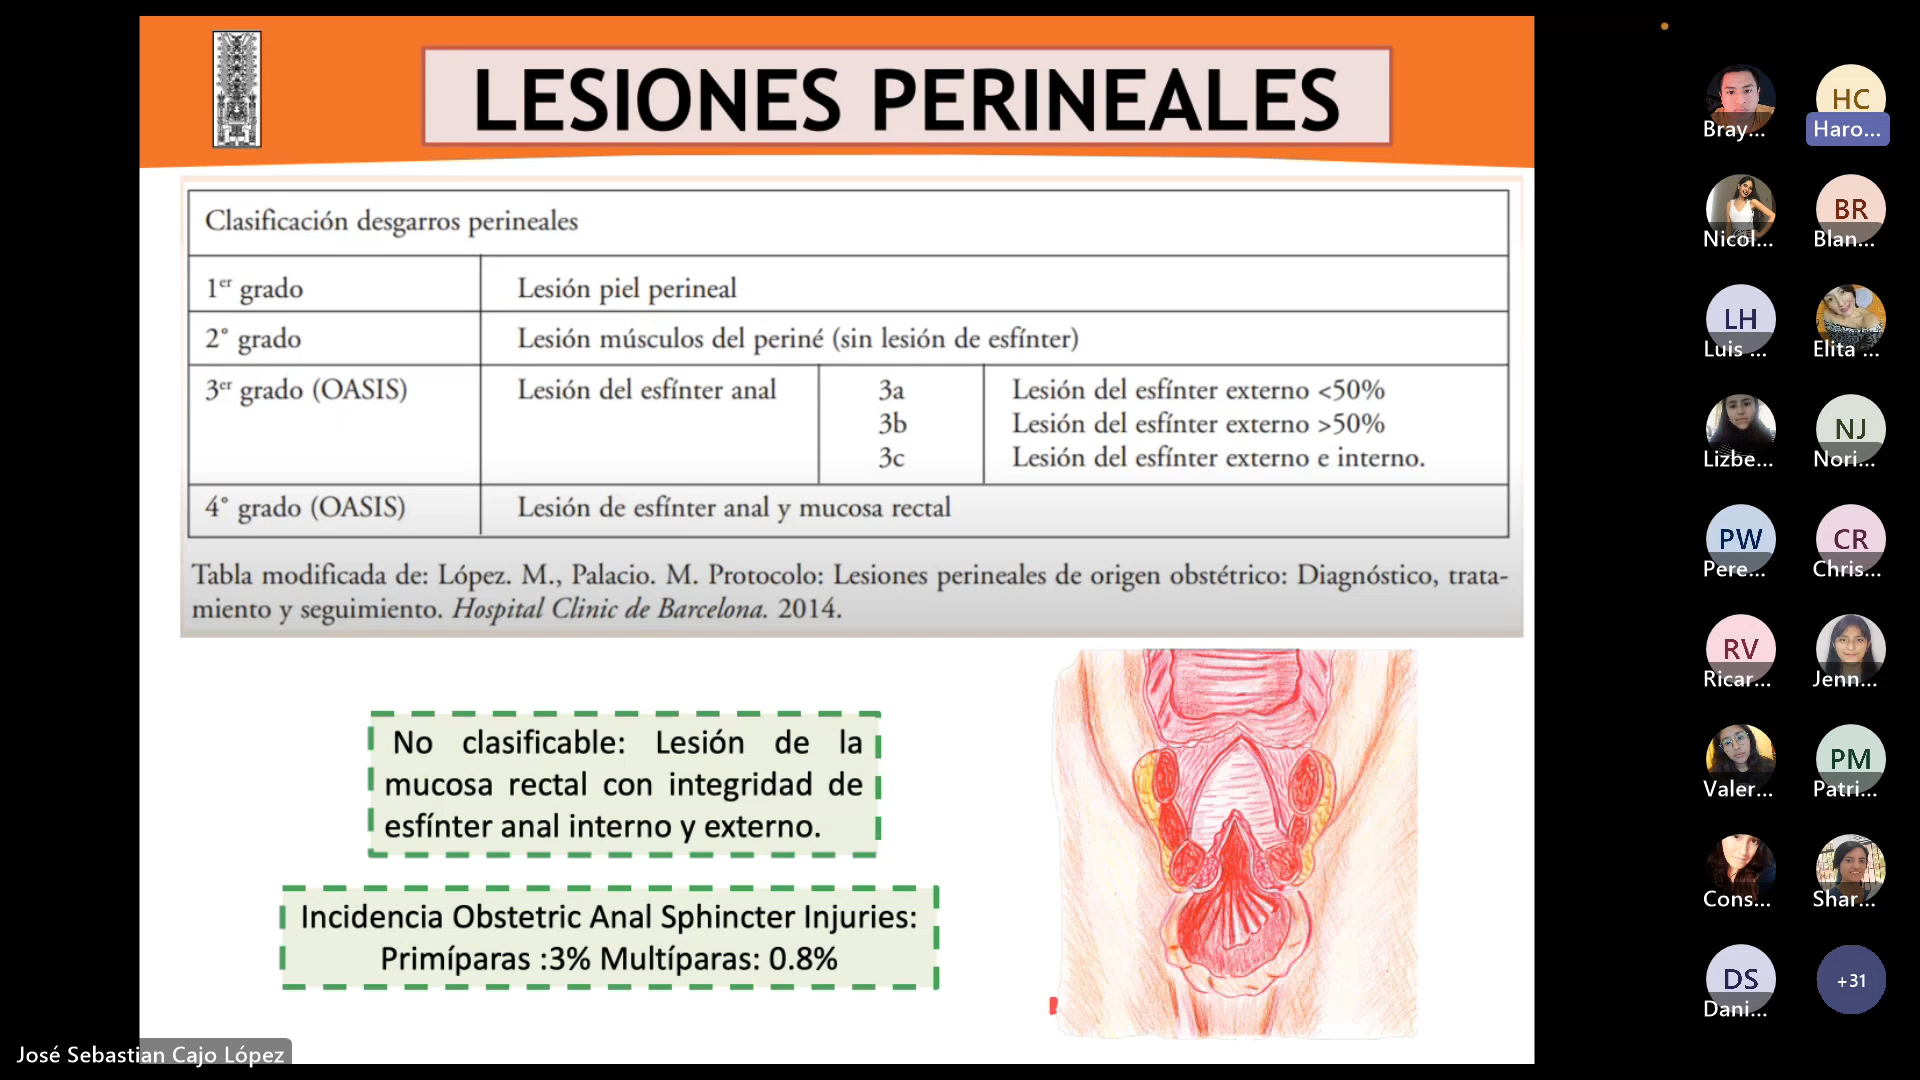 LESIONES PERINEALES
Clasificación desgarros perineales
1er grado
Lesión piel perineal
2° grado
Lesión músculos del periné (sin lesión de esfínter)
3er grado (OASIS)
Lesión del esfínter anal
3a
Lesión del esfínter externo <50%
3b
Lesión del esfínter externo >50%
3c
Lesión del esfínter externo e interno.
4° grado (OASIS)
Lesión de esfínter anal y mucosa rectal
Tabla modificada de: López. M., Palacio. M. Protocolo: Lesiones perineales de origen obstétrico: Diagnóstico, trata-
miento y seguimiento. Hospital Clinic de Barcelona. 2014.
No clasificable: Lesión de la
mucosa rectal con integridad de
esfínter anal interno y externo.
Incidencia Obstetric Anal Sphincter Injuries:
Primíparas :3% Multíparas: 0.8%
José Sebastian Cajo López
Bray...
HC
Haro...
Nicol...
BR
Blan...
LH
Luis ...
Elita ...
Lizbe...
NJ
Nori...
PW
Pere...
CR
Chris...
RV
Ricar...
Jenn...
Valer...
PM
Patri...
Cons...
Shar...
DS
Dani...
+31